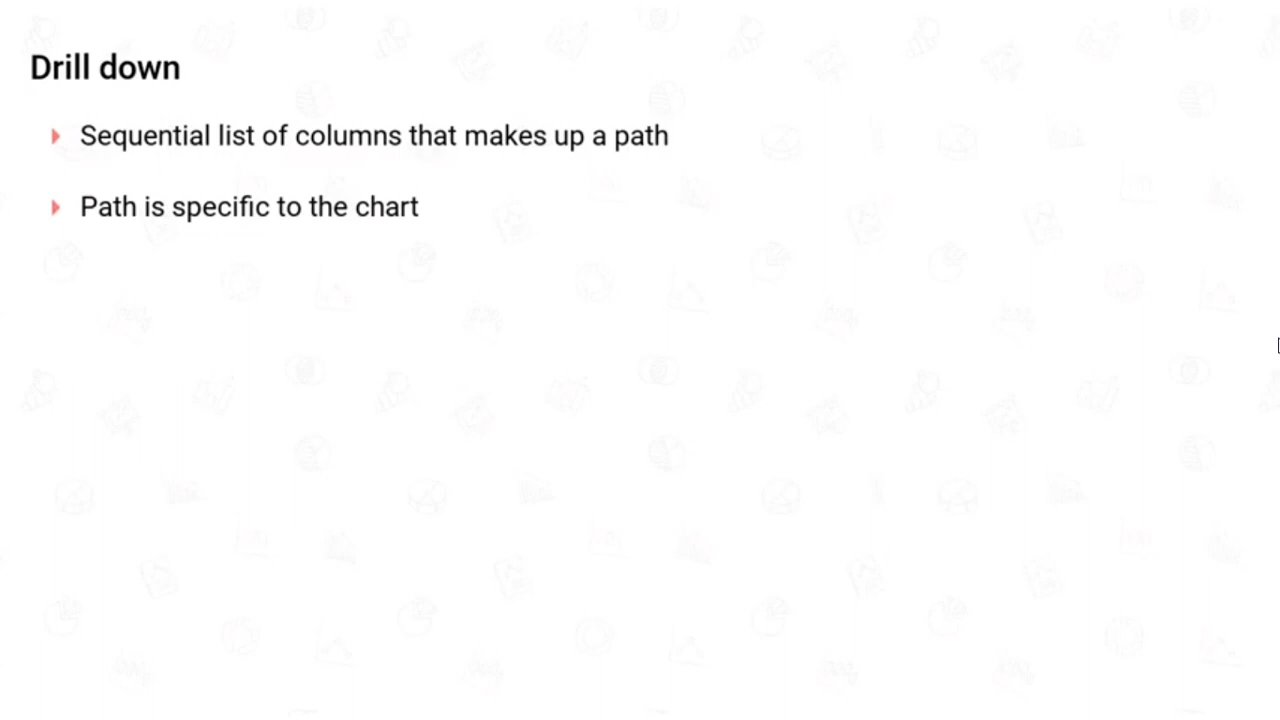 Drill down
Sequential list of columns that makes up a path
Path is specific to the chart